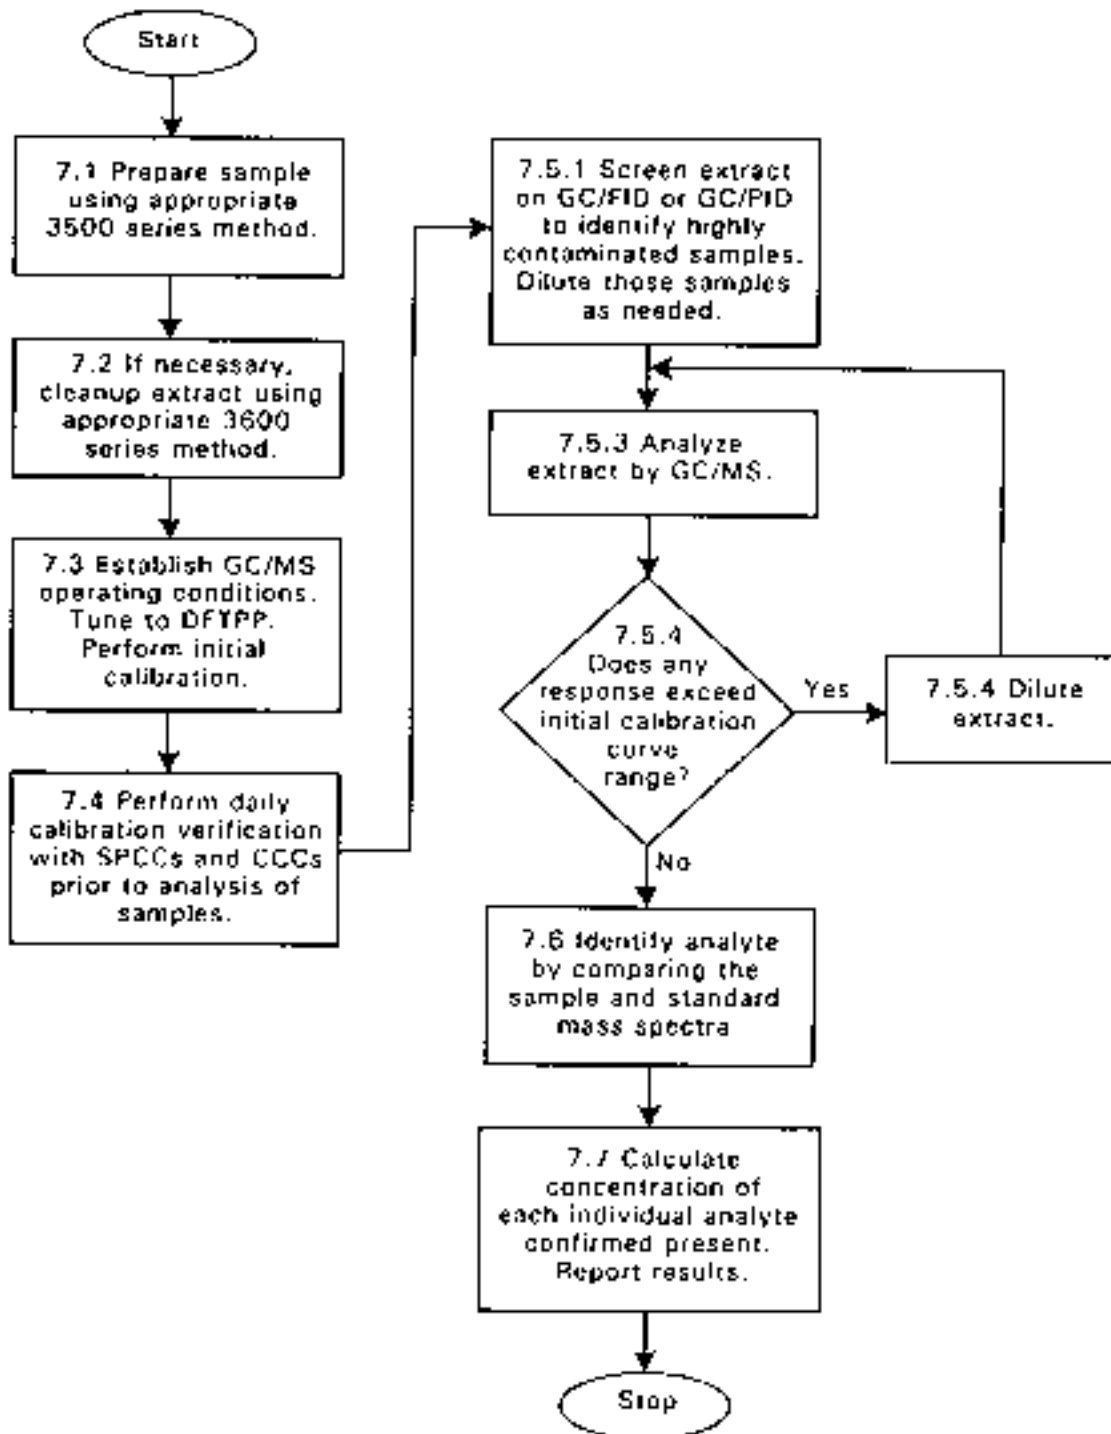 Start
7.1 Prepare sample
using appropriate
3500 series method.
7.2 If necessary,
cleanup extract using
appropriate 3600
series method.
7.3 Establish GC/MS
operating conditions.
Tune to DFTPP.
Perform initial
calibration.
7.4 Perform daily
calibration verification
with SPCCs and CCCs
prior to analysis of
samples.
7.5.1 Screen extract
on GC/FID or GC/PID
to identify highly
contaminated samples.
Dilute those samples
as needed.
7.5.3 Analyze
extract by GC/MS.
7.5.4
Does any
response exceed
initial calibration
curve
range?
Yes
7.5.4 Dilute
extract.
No
7.6 Identify analyte
by comparing the
sample and standard
mass spectra
7.7 Calculate
concentration of
each individual analyte
confirmed present.
Report results.
Stop